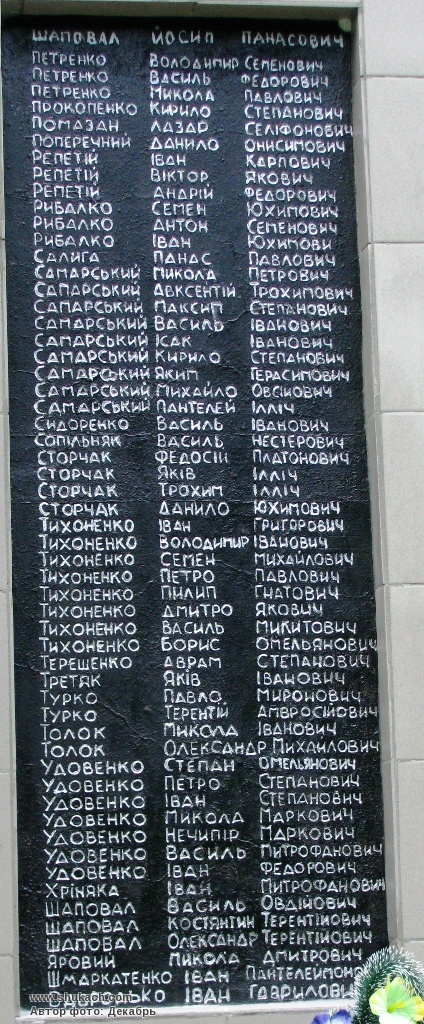 ШАПОВАЛ ЙОСИП ПАНАСОВИЧ
ПЕТРЕНКО ВОЛОДИМИР СЕМЕНОВИЧ
ПЕТРЕНКО ВАСИЛЬ ФЕДОРОВИЧ
ПЕТРЕНКО МИКОЛА ПАВЛОВИЧ
ПРОКОПЕНКО КИРИЛО СТЕПАНОВИЧ
ПОМАЗАН ЛАЗАР СЕЛІФОНОВИЧ
ПОПЕРЕЧНИЙ ДАНИЛО ОНИСИМОВИЧ
РЕПЕТІЙ ІВАН КАРПОВИЧ
РЕПЕТІЙ ВІКТОР ЯКОВИЧ
РЕПЕТІЙ АНДРІЙ ФЕДОРОВИЧ
РИБАЛКО СЕМЕН ЮХИМОВИЧ
РИБАЛКО АНТОН СЕМЕНОВИЧ
РИБАЛКО ІВАН ЮХИМОВИ
САЛИГА ПАНАС ПАВЛОВИЧ
САМАРСЬКИЙ МИКОЛА ПЕТРОВИЧ
САМАРСЬКИЙ АВКСЕНТІЙ ТРОХИМОВИЧ
САМАРСЬКИЙ МАКСИМ СТЕПАНОВИЧ
САМАРСЬКИЙ ВАСИЛЬ ІВАНОВИЧ
САМАРСЬКИЙ ІСАК ІВАНОВИЧ
САМАРСЬКИЙ КИРИЛО СТЕПАНОВИЧ
САМАРСЬКИЙ ЯКИМ ГЕРАСИМОВИЧ
САМАРСЬКИЙ МИХАЙЛО ОВСІЙОВИЧ
САМАРСЬКИЙ ПАНТЕЛЕЙ ІЛЛІЧ
СИДОРЕНКО ВАСИЛЬ ІВАНОВИЧ
СОПІЛЬНЯК ВАСИЛЬ НЕСТЕРОВИЧ
СТОРЧАК ФЕДОСІЙ ПЛАТОНОВИЧ
СТОРЧАК ЯКІВ ІЛЛІЧ
СТОРЧАК ТРОХИМ ІЛЛІЧ
СТОРЧАК ДАНИЛО ЮХИМОВИЧ
ТИХОНЕНКО ІВАН ГРИГОРОВИЧ
ТИХОНЕНКО ВОЛОДИМИР ІВАНОВИЧ
ТИХОНЕНКО СЕМЕН МИХАЙЛОВИЧ
ТИХОНЕНКО ПЕТРО ПАВЛОВИЧ
ТИХОНЕНКО ПИЛИП ГНАТОВИЧ
ТИХОНЕНКО ДМИТРО ЯКОВИЧ
ТИХОНЕНКО ВАСИЛЬ МИКИТОВИЧ
ТИХОНЕНКО БОРИС ОМЕЛЬЯНОВИЧ
ТЕРЕШЕНКО АВРАМ СТЕПАНОВИЧ
ТРЕТЯК ЯКІВ ІВАНОВИЧ
ТУРКО ПАВЛО МИРОНОВИЧ
ТУРКО ТЕРЕНТІЙ АМВРОСІЙОВИЧ
ТОЛОК МИКОЛА ІВАНОВИЧ
ТОЛОК ОЛЕКСАНДР МИХАЙЛОВИЧ
УДОВЕНКО СТЕПАН ОМЕЛЬЯНОВИЧ
УДОВЕНКО ПЕТРО СТЕПАНОВИЧ
УДОВЕНКО ІВАН СТЕПАНОВИЧ
УДОВЕНКО МИКОЛА МАРКОВИЧ
УДОВЕНКО НЕЧИПІР МАРКОВИЧ
УДОВЕНКО ВАСИЛЬ МИТРОФАНОВИЧ
УДОВЕНКО ІВАН ФЕДОРОВИЧ
ХРІНЯКА ІВАН МИТРОФАНОВИЧ
ШАПОВАЛ ВАСИЛЬ ОВДІЙОВИЧ
ШАПОВАЛ КОСТЯНТИН ТЕРЕНТІЙОВИЧ
ШАПОВАЛ ОЛЕКСАНДР ТЕРЕНТІЙОВИЧ
ЯРОВИЙ МИКОЛА ДМИТРОВИЧ
ШМАРКАТЕНКО ІВАН ПАНТЕЛЕЙМОНО
ІВАН ГАВРИЛОВИЧ
www.shukach.com
Автор фото: Декабрь